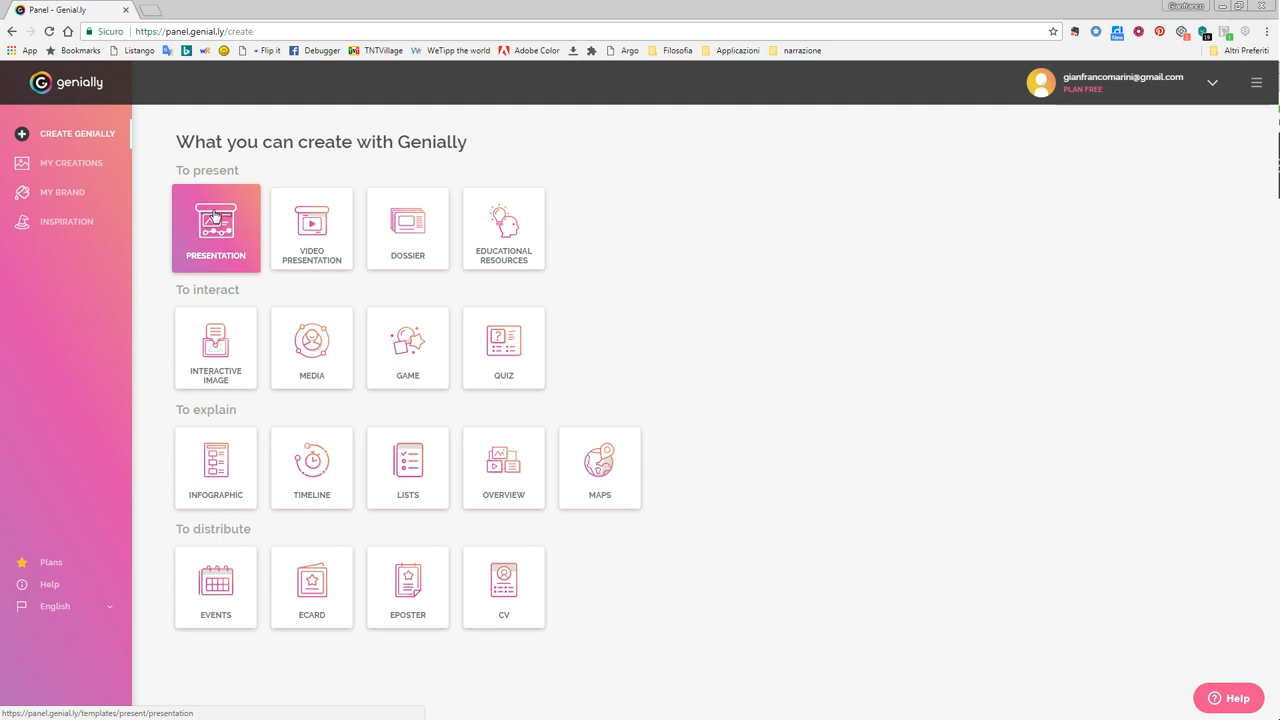 Panel - Genial.ly
Gianfranco
Sicuro https://panel.genial.ly/create
App Bookmarks Listango + Flip it Debugger TNTVillage WeTipp the world Adobe Color Argo Filosofia Applicazioni narrazione Altri Preferiti
genially
gianfrancomarini@gmail.com
PLAN FREE
CREATE GENIALLY
MY CREATIONS
MY BRAND
INSPIRATION
What you can create with Genially
To present
PRESENTATION
VIDEO
PRESENTATION
DOSSIER
EDUCATIONAL
RESOURCES
To interact
INTERACTIVE
IMAGE
MEDIA
GAME
QUIZ
To explain
INFOGRAPHIC
TIMELINE
LISTS
OVERVIEW
MAPS
To distribute
EVENTS
ECARD
EPOSTER
CV
Plans
Help
English
Help
https://panel.genial.ly/templates/present/presentation